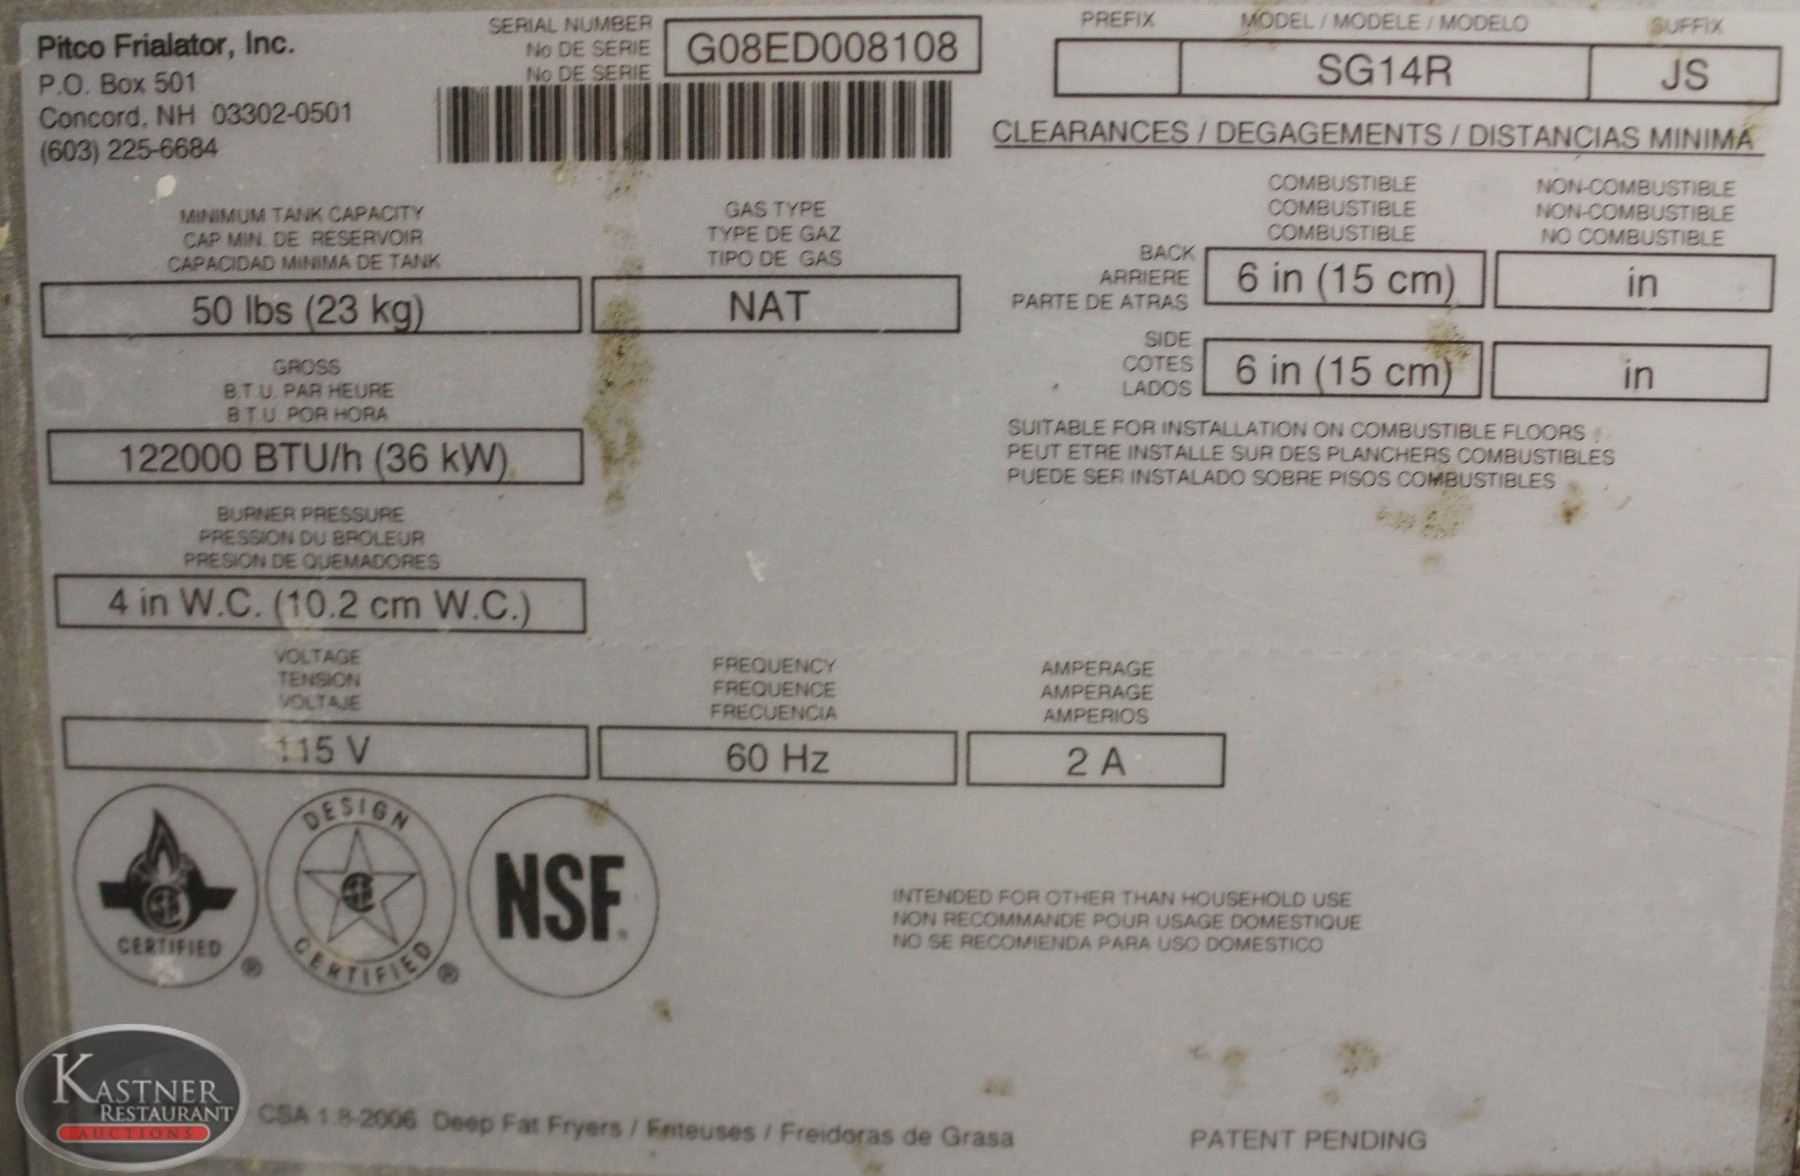 Pitco Frialator, Inc.
P.O. Box 501
Concord, NH 03302-0501
(603) 225-6684
SERIAL NUMBER
No DE SERIE
No DE SERIE
G08ED008108
PREFIX
MODEL / MODELE / MODELO
SUFFIX
SG14R
JS
CLEARANCES / DEGAGEMENTS / DISTANCIAS MINIMA
COMBUSTIBLE
COMBUSTIBLE
COMBUSTIBLE
NON-COMBUSTIBLE
NON-COMBUSTIBLE
NO COMBUSTIBLE
BACK
ARRIERE
PARTE DE ATRAS
6 in (15 cm)
in
SIDE
COTES
LADOS
6 in (15 cm)
in
SUITABLE FOR INSTALLATION ON COMBUSTIBLE FLOORS
PEUT ETRE INSTALLE SUR DES PLANCHERS COMBUSTIBLES
PUEDE SER INSTALADO SOBRE PISOS COMBUSTIBLES
MINIMUM TANK CAPACITY
CAP MIN. DE RÉSERVOIR
CAPACIDAD MINIMA DE TANK
50 lbs (23 kg)
GAS TYPE
TYPE DE GAZ
TIPO DE GAS
NAT
GROSS
B.T.U. PAR HEURE
B.T.U. POR HORA
122000 BTU/h (36 kW)
BURNER PRESSURE
PRESSION DU BROLEUR
PRESION DE QUEMADORES
4 in W.C. (10.2 cm W.C.)
VOLTAGE
TENSION
VOLTAJE
115 V
FREQUENCY
FREQUENCE
FRECUENCIA
60 Hz
AMPERAGE
AMPÉRAGE
AMPERIOS
2 A
CERTIFIED ®
DESIGN
CERTIFIED ®
NSF
INTENDED FOR OTHER THAN HOUSEHOLD USE
NON RECOMMANDE POUR USAGE DOMESTIQUE
NO SE RECOMIENDA PARA USO DOMESTICO
KASTNER
RESTAURANT
AUCTIONS
CSA 1.8-2006 Deep Fat Fryers / Friteuses / Freidoras de Grasa
PATENT PENDING